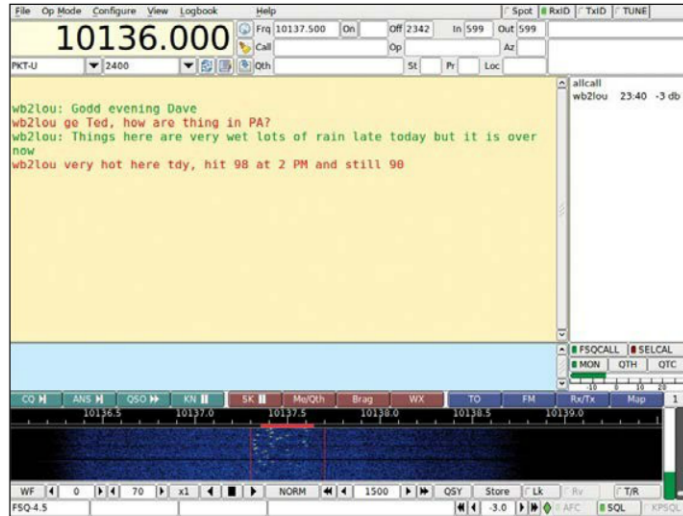 File Op Mode Configure View Logbook Help Spot RxID TxID TUNE
10136.000 Frq 10137.500 On Off 2342 In 599 Out 599
Call Op Az
PKT-U 2400 Qth St Pr Loc
allcall
wb2lou 23:40 -3 db
wb2lou: Godd evening Dave
wb2lou ge Ted, how are thing in PA?
wb2lou: Things here are very wet lots of rain late today but it is over
now
wb2lou very hot here tdy, hit 98 at 2 PM and still 90
FSQCALL SELCAL
MON QTH QTC
-10 0 10 20
CQ ANS QSO KN SK Me/Qth Brag WX TO FM Rx/Tx Map 1
10136.5 10137.0 10137.5 10138.0 10138.5 10139.0
WF 0 70 x1 NORM 1500 QSY Store Lk Rv T/R
FSQ-4.5 -3.0 AFC SQL KPSQL